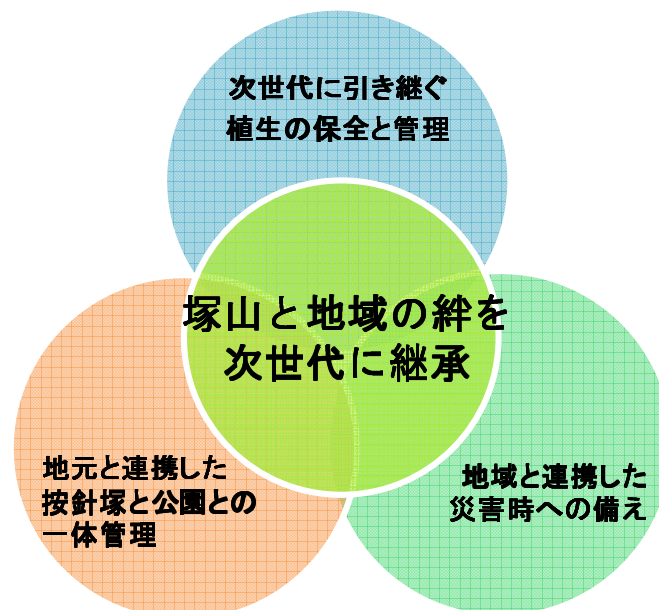 次世代に引き継ぐ
植生の保全と管理
塚山と地域の絆を
次世代に継承
地元と連携した
按針塚と公園との
一体管理
地域と連携した
災害時への備え